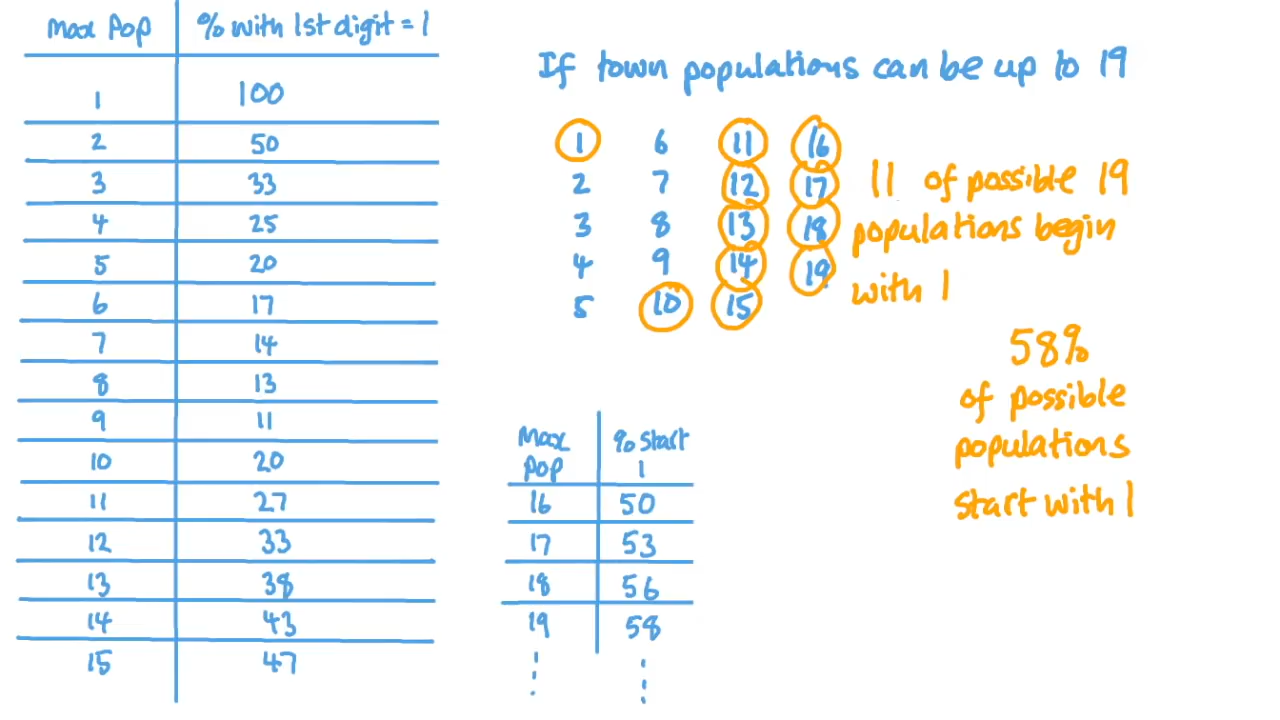 Max Pop % with 1st digit = 1
1 100
2 50
3 33
4 25
5 20
6 17
7 14
8 13
9 11
10 20
11 27
12 33
13 38
14 43
15 47
If town populations can be up to 19
1 6 11 16
2 7 12 17
3 8 13 18
4 9 14 19
5 10 15
11 of possible 19
populations begin
with 1
58%
of possible
populations
start with 1
Max % Start
Pop 1
16 50
17 53
18 56
19 58